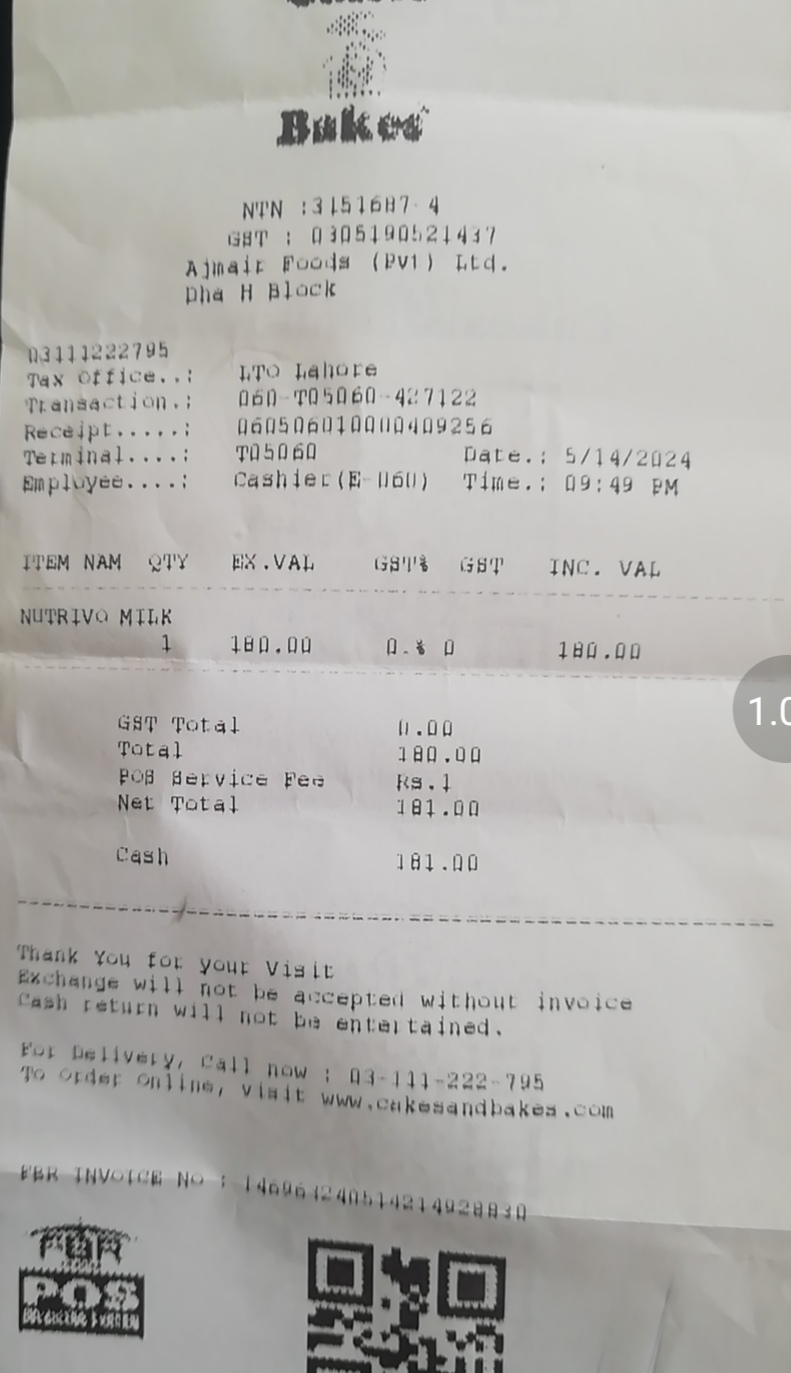 Bakes
NTN :3151687-4
GST : 0305190521437
Ajmair Foods (Pvt) Ltd.
Dha H Block
03111222795
Tax Office..: LTO Lahore
Transaction.: 060-T05060-427122
Receipt.....: 060506010000409256
Terminal....: T05060 Date.: 5/14/2024
Employee....: Cashier(E-060) Time.: 09:49 PM
ITEM NAM QTY EX.VAL GST% GST INC. VAL
NUTRIVO MILK
1 180.00 0.% 0 180.00
GST Total 0.00
Total 180.00
POS Service Fee Rs.1
Net Total 181.00
Cash 181.00
Thank You for your Visit
Exchange will not be accepted without invoice
Cash return will not be entertained.
For Delivery, Call now : 03-111-222-795
To Order Online, visit www.cakesandbakes.com
FBR INVOICE No :
POS
1.0